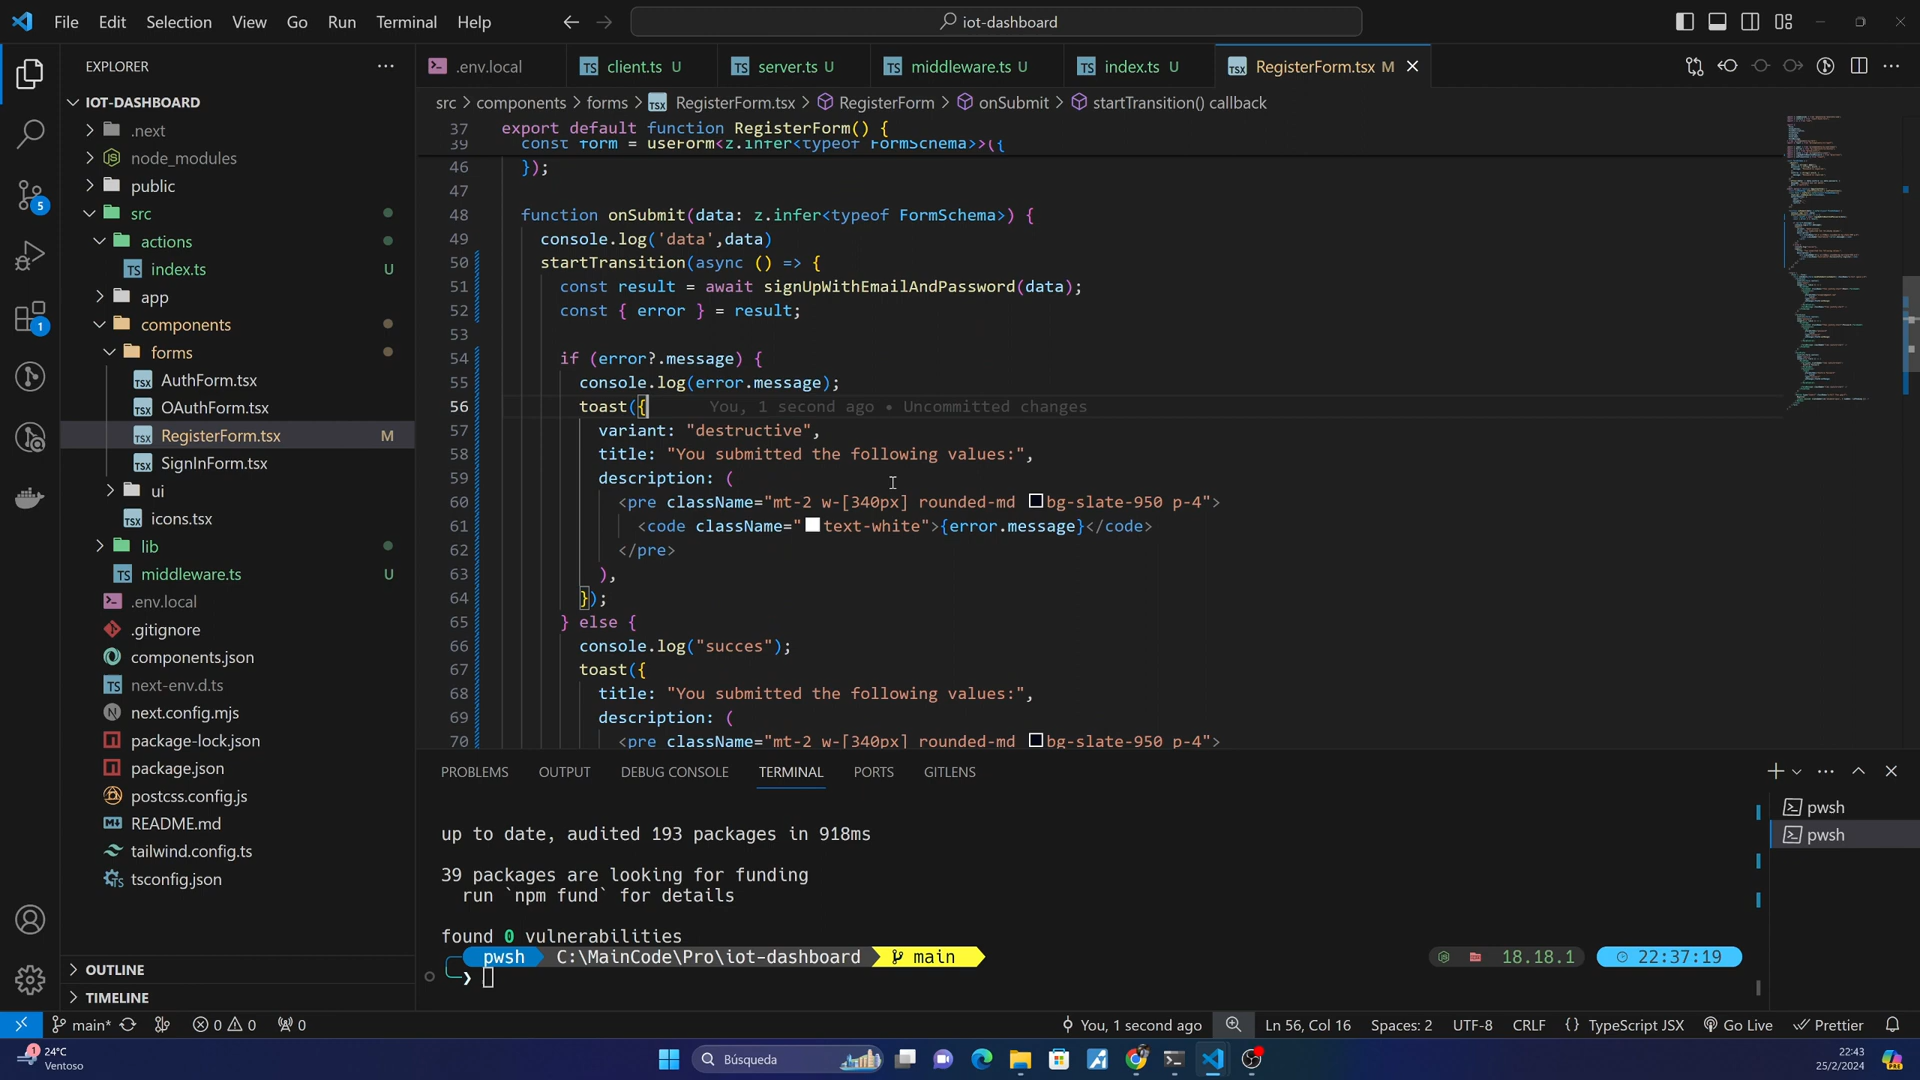 File Edit Selection View Go Run Terminal Help
iot-dashboard
EXPLORER
.env.local
client.ts U
server.ts U
middleware.ts U
index.ts U
RegisterForm.tsx M
IOT-DASHBOARD
.next
node_modules
public
src
actions
index.ts U
app
components
forms
AuthForm.tsx
OAuthForm.tsx
RegisterForm.tsx M
SignInForm.tsx
ui
icons.tsx
lib
middleware.ts U
.env.local
.gitignore
components.json
next-env.d.ts
next.config.mjs
package-lock.json
package.json
postcss.config.js
README.md
tailwind.config.ts
tsconfig.json
OUTLINE
TIMELINE
5
1
src > components > forms > RegisterForm.tsx > RegisterForm > onSubmit > startTransition() callback
37 export default function RegisterForm() {
39 const form = useForm<z.infer<typeof FormSchema>>({
46 });
47
48 function onSubmit(data: z.infer<typeof FormSchema>) {
49 console.log('data',data)
50 startTransition(async () => {
51 const result = await signUpWithEmailAndPassword(data);
52 const { error } = result;
53
54 if (error?.message) {
55 console.log(error.message);
56 toast({ You, 1 second ago • Uncommitted changes
57 variant: "destructive",
58 title: "You submitted the following values:",
59 description: (
60 <pre className="mt-2 w-[340px] rounded-md bg-slate-950 p-4">
61 <code className="text-white">{error.message}</code>
62 </pre>
63 ),
64 });
65 } else {
66 console.log("succes");
67 toast({
68 title: "You submitted the following values:",
69 description: (
70 <pre className="mt-2 w-[340px] rounded-md bg-slate-950 p-4">
PROBLEMS OUTPUT DEBUG CONSOLE TERMINAL PORTS GITLENS
up to date, audited 193 packages in 918ms
39 packages are looking for funding
run `npm fund` for details
found 0 vulnerabilities
pwsh C:\MainCode\Pro\iot-dashboard main 18.18.1 22:37:19
❯
pwsh
pwsh
main* 0 0 0 You, 1 second ago Ln 56, Col 16 Spaces: 2 UTF-8 CRLF {} TypeScript JSX Go Live Prettier
1
24°C
Ventoso
Búsqueda
22:43
25/2/2024
PRE